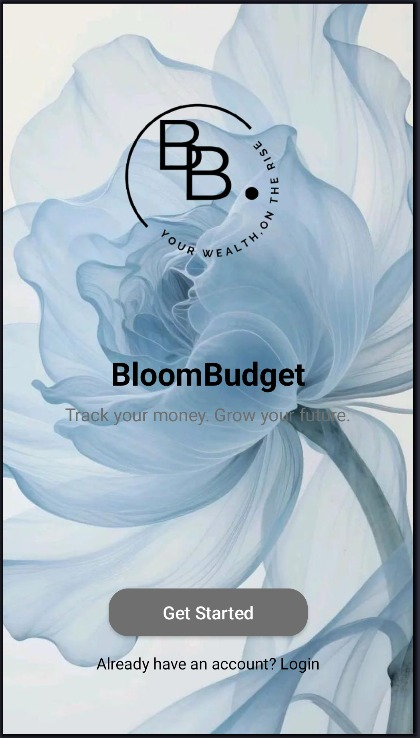 BB.
YOUR WEALTH, ON THE RISE
BloomBudget
Track your money. Grow your future.
Get Started
Already have an account? Login